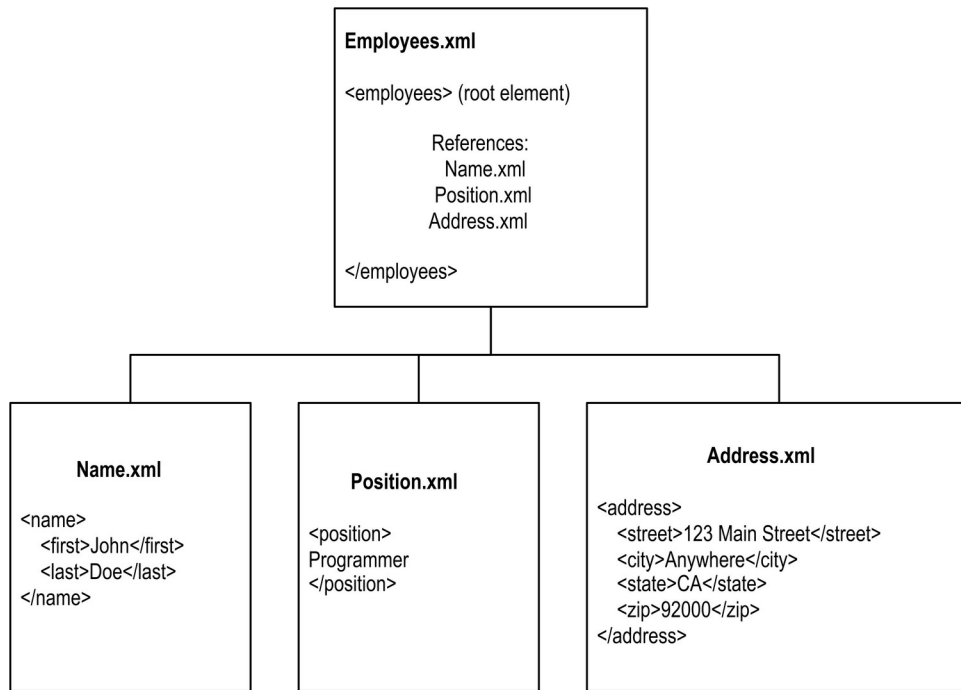 Employees.xml
<employees> (root element)
References:
Name.xml
Position.xml
Address.xml
</employees>
Name.xml
<name>
<first>John</first>
<last>Doe</last>
</name>
Position.xml
<position>
Programmer
</position>
Address.xml
<address>
<street>123 Main Street</street>
<city>Anywhere</city>
<state>CA</state>
<zip>92000</zip>
</address>